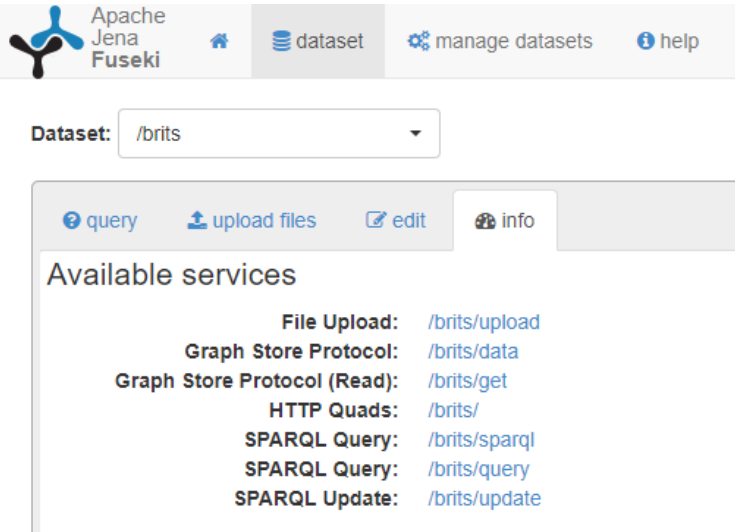 Apache
Jena
Fuseki
dataset
manage datasets
help
Dataset: /brits
query upload files edit info
Available services
File Upload: /brits/upload
Graph Store Protocol: /brits/data
Graph Store Protocol (Read): /brits/get
HTTP Quads: /brits/
SPARQL Query: /brits/sparql
SPARQL Query: /brits/query
SPARQL Update: /brits/update